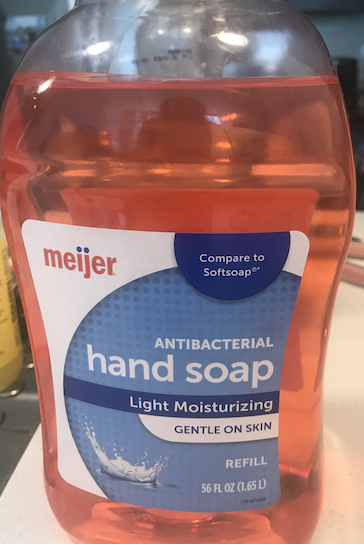 meijer
Compare to
Softsoap®*
ANTIBACTERIAL
hand soap
Light Moisturizing
GENTLE ON SKIN
REFILL
56 FL OZ (1.65 L)